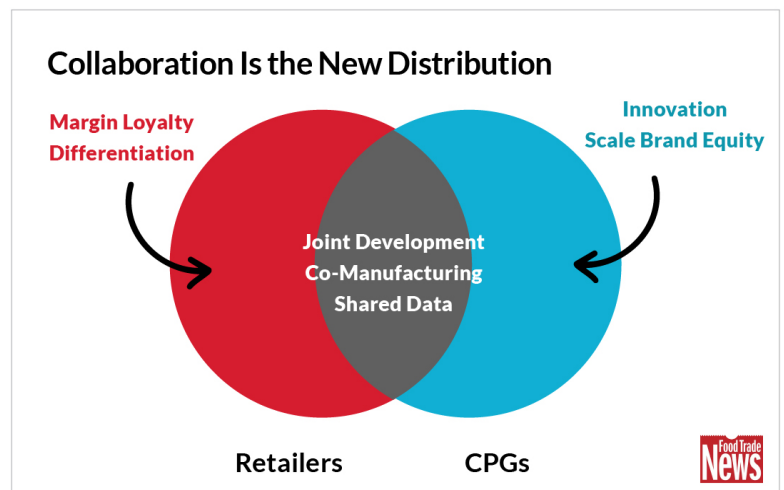 Collaboration Is the New Distribution
Margin Loyalty
Differentiation
Innovation
Scale Brand Equity
Joint Development
Co-Manufacturing
Shared Data
Retailers
CPGs
Food Trade
News